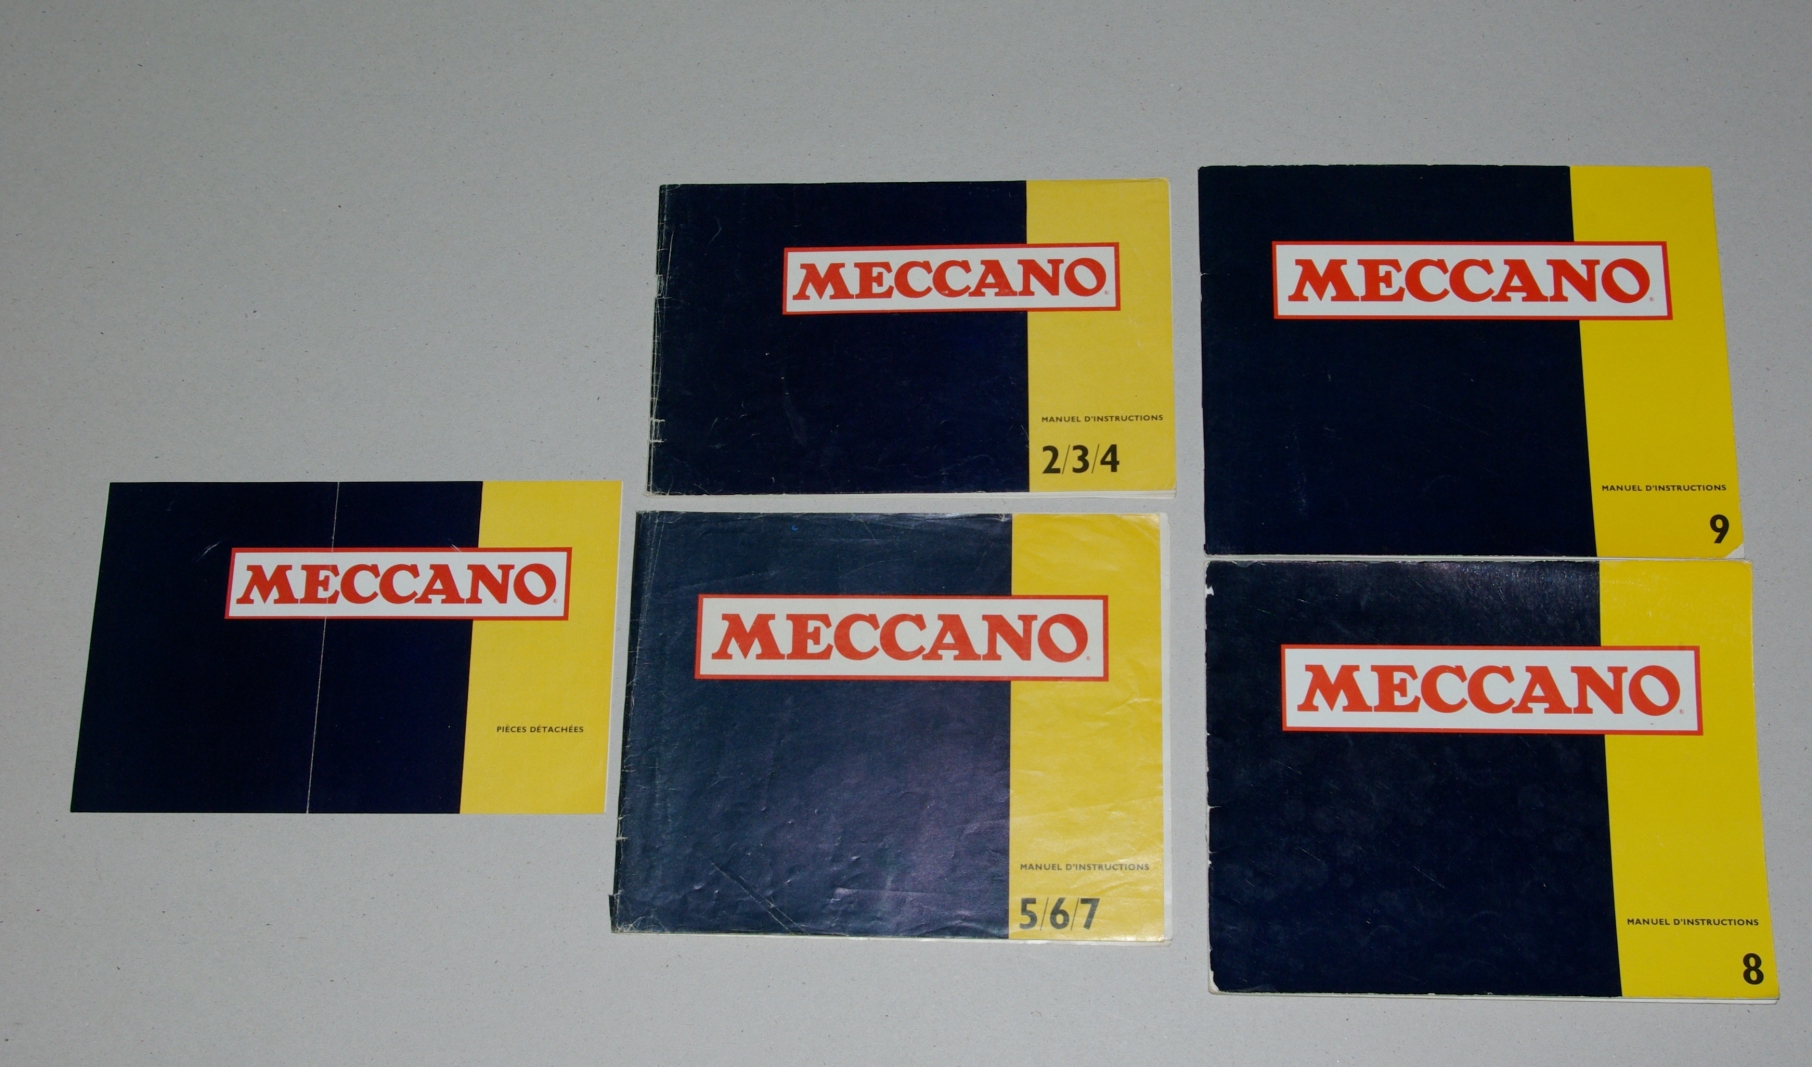 MECCANO
PIÈCES DÉTACHÉES
MECCANO
MANUEL D'INSTRUCTIONS
2/3/4
MECCANO
MANUEL D'INSTRUCTIONS
5/6/7
MECCANO
MANUEL D'INSTRUCTIONS
9
MECCANO
MANUEL D'INSTRUCTIONS
8